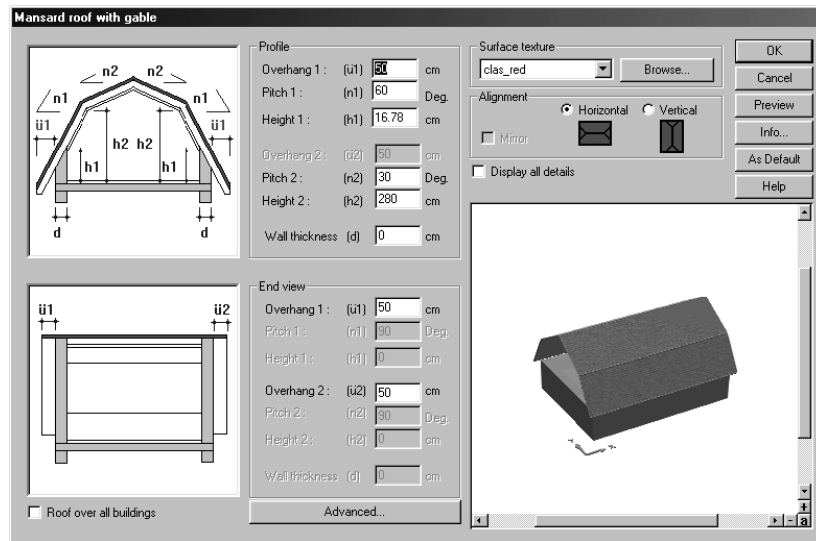 Mansard roof with gable
n2 n2
n1 n1
ü1 ü1
h2 h2
h1 h1
d d
Profile
Overhang 1 : (ü1) 50 cm
Pitch 1 : (n1) 60 Deg.
Height 1 : (h1) 16.78 cm
Overhang 2 : (ü2) 50 cm
Pitch 2 : (n2) 30 Deg.
Height 2 : (h2) 280 cm
Wall thickness (d) 0 cm
Surface texture
clas_red Browse...
Alignment
Horizontal Vertical
Mirror
Display all details
OK
Cancel
Preview
Info...
As Default
Help
ü1 ü2
End view
Overhang 1 : (ü1) 50 cm
Pitch 1 : (n1) 90 Deg.
Height 1 : (h1) 0 cm
Overhang 2 : (ü2) 50 cm
Pitch 2 : (n2) 90 Deg.
Height 2 : (h2) 0 cm
Wall thickness (d) 0 cm
Roof over all buildings
Advanced...
+
- a